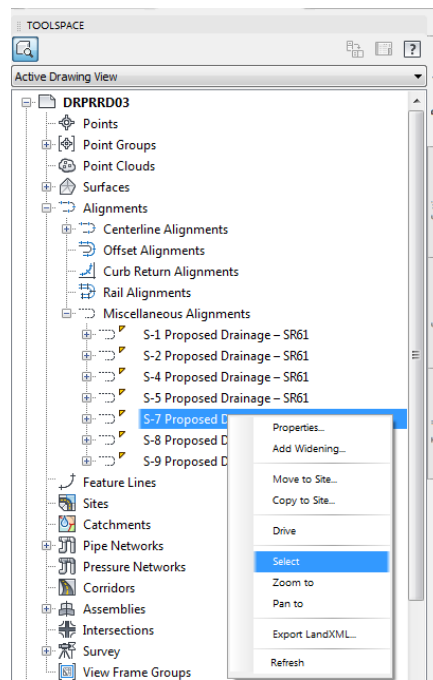 TOOLSPACE
?
Active Drawing View
DRPRRD03
Points
Point Groups
Point Clouds
Surfaces
Alignments
Centerline Alignments
Offset Alignments
Curb Return Alignments
Rail Alignments
Miscellaneous Alignments
S-1 Proposed Drainage – SR61
S-2 Proposed Drainage – SR61
S-4 Proposed Drainage – SR61
S-5 Proposed Drainage – SR61
S-7 Proposed D
S-8 Proposed D
S-9 Proposed D
Feature Lines
Sites
Catchments
Pipe Networks
Pressure Networks
Corridors
Assemblies
Intersections
Survey
View Frame Groups
Properties...
Add Widening...
Move to Site...
Copy to Site...
Drive
Select
Zoom to
Pan to
Export LandXML...
Refresh